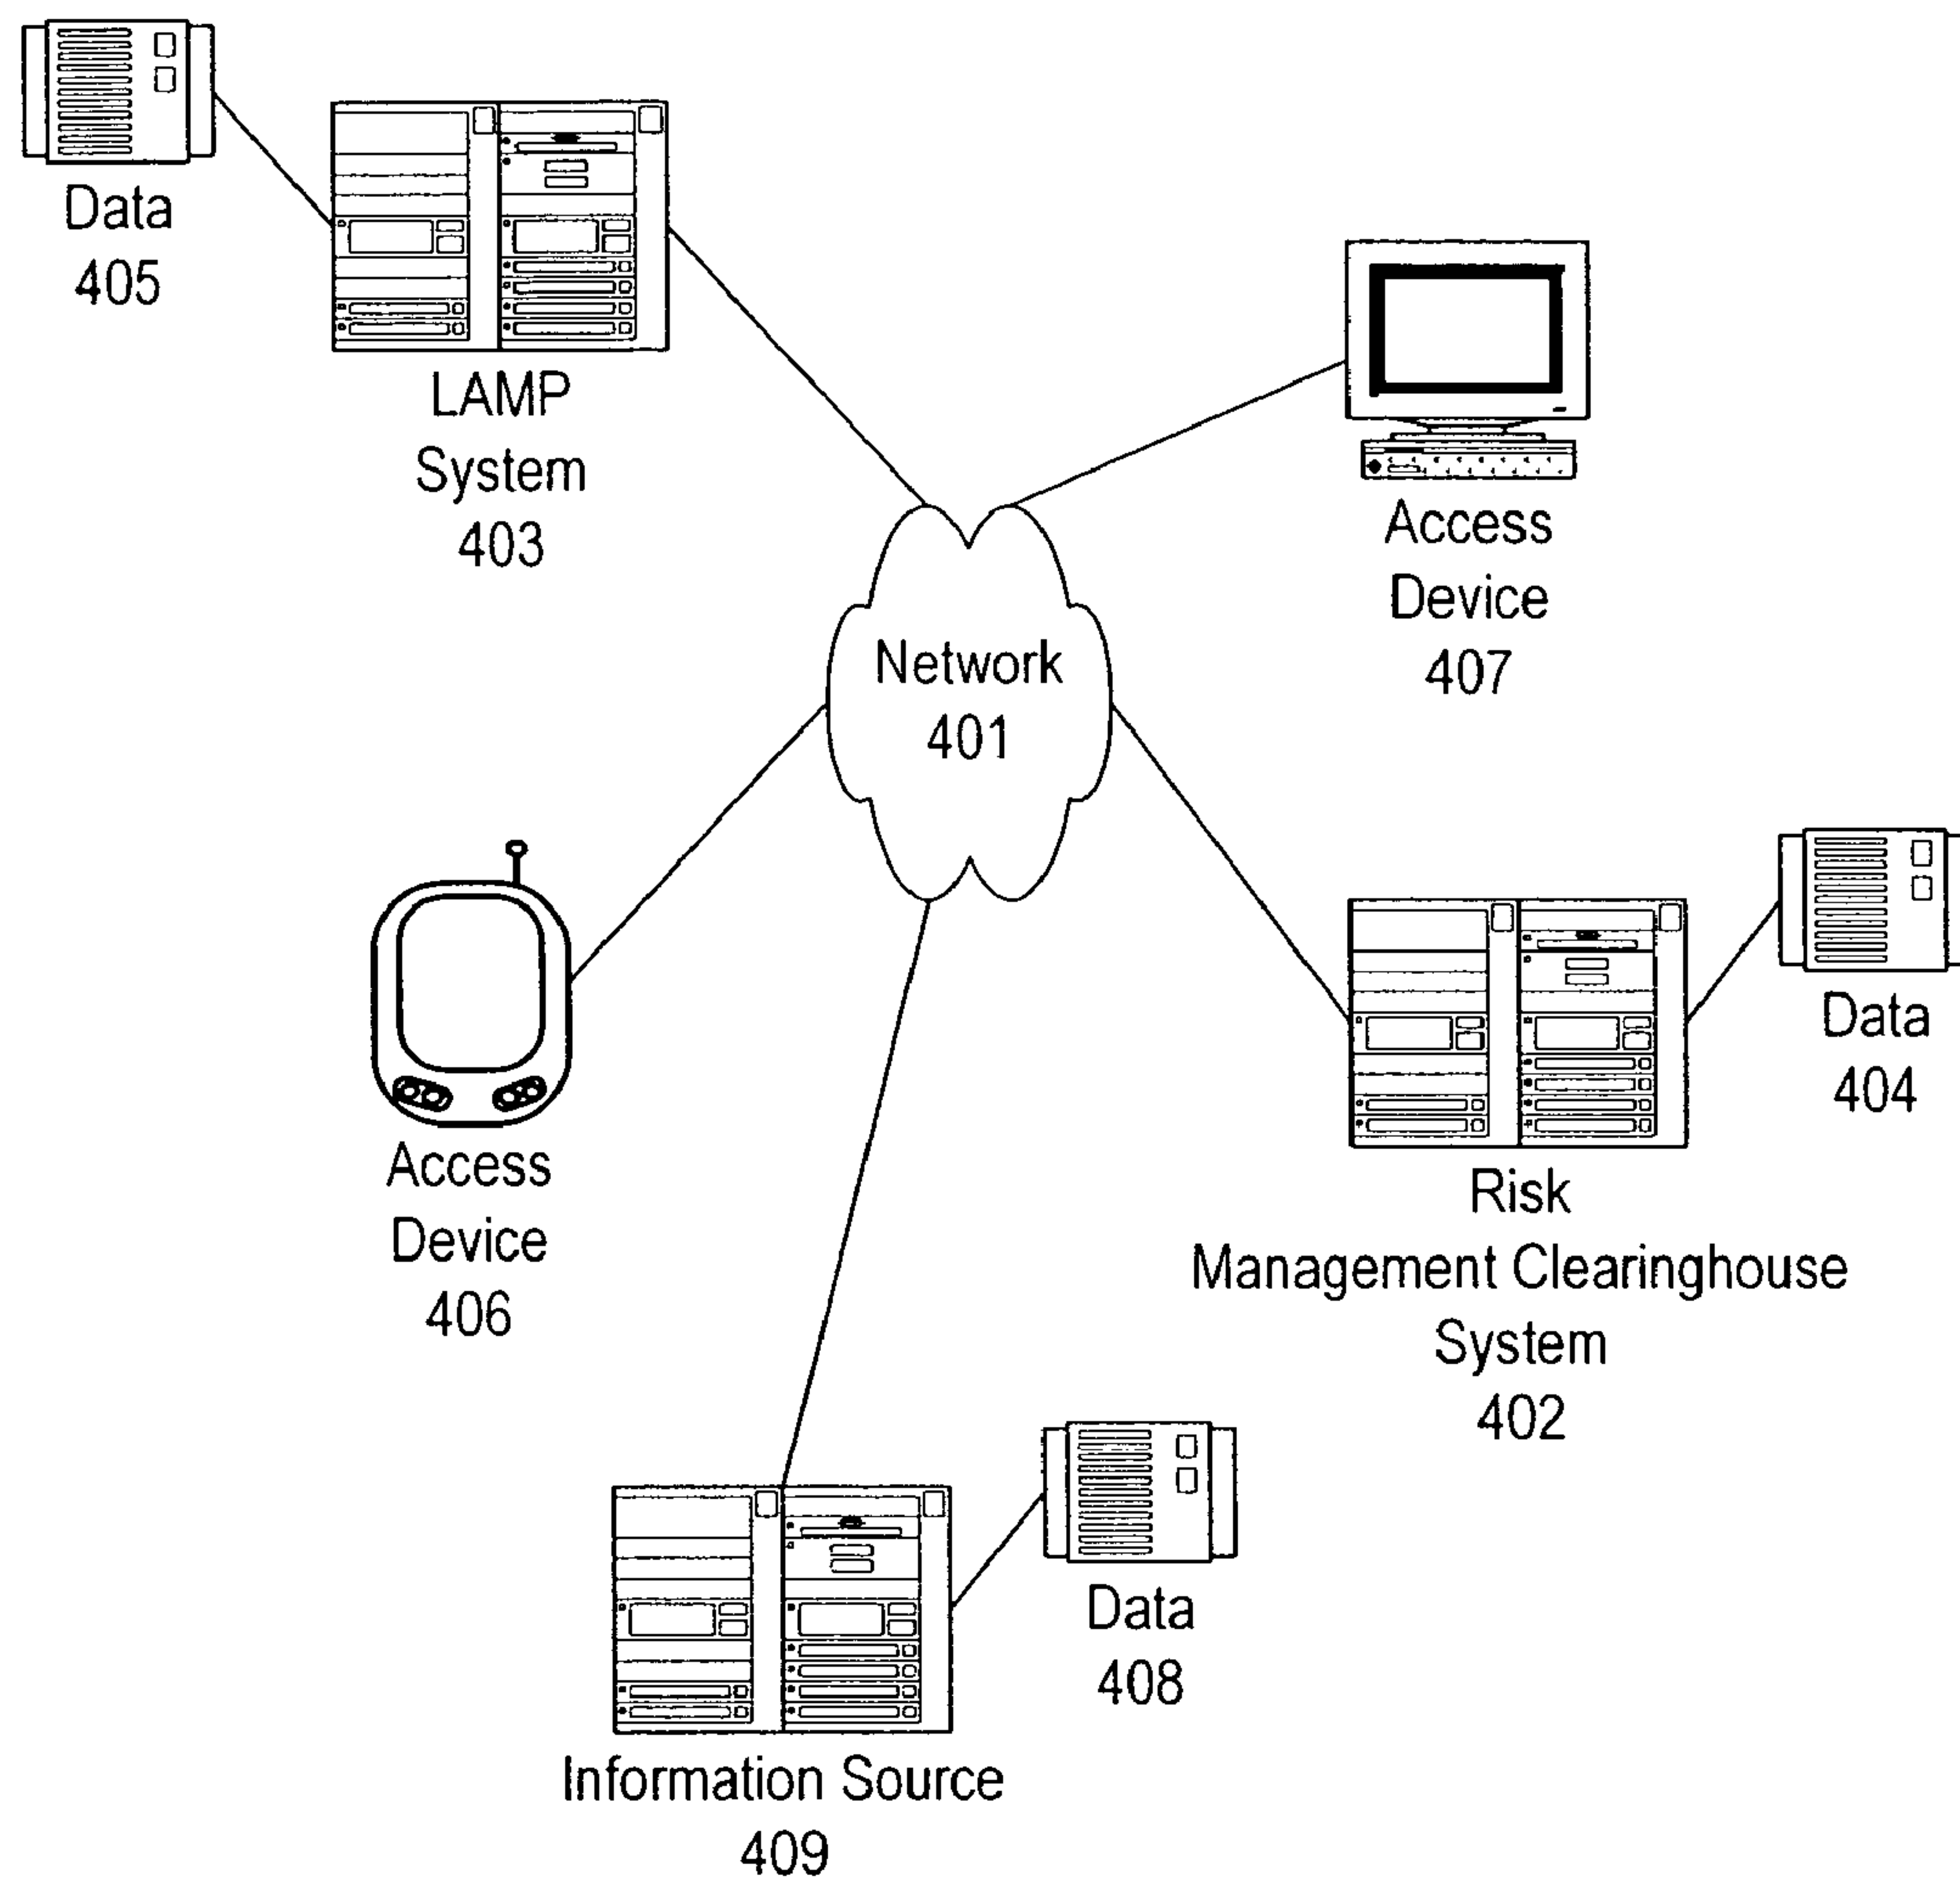 Data
405
LAMP
System
403
Access
Device
407
Network
401
Data
404
Access
Device
406
Risk
Management Clearinghouse
System
402
Data
408
Information Source
409